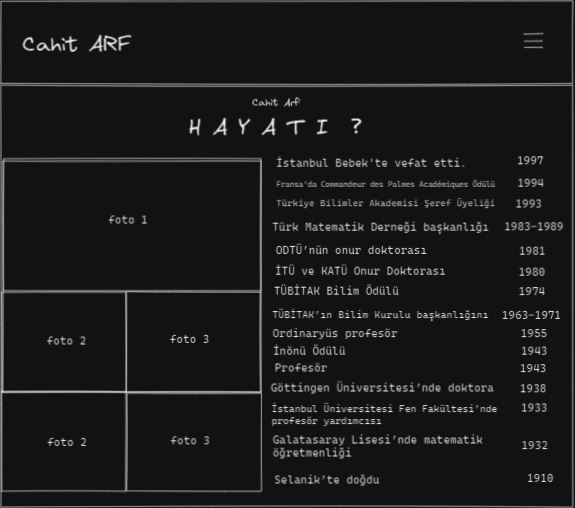 Cahit ARF
Cahit Arf
HAYATI ?
foto 1
foto 2
foto 3
foto 2
foto 3
İstanbul Bebek'te vefat etti. 1997
Fransa'da Commandeur des Palmes Académiques Ödülü 1994
Türkiye Bilimler Akademisi Şeref Üyeliği 1993
Türk Matematik Derneği başkanlığı 1983-1989
ODTÜ'nün onur doktorası 1981
İTÜ ve KATÜ Onur Doktorası 1980
TÜBİTAK Bilim Ödülü 1974
TÜBİTAK'ın Bilim Kurulu başkanlığını 1963-1971
Ordinaryüs profesör 1955
İnönü Ödülü 1943
Profesör 1943
Göttingen Üniversitesi'nde doktora 1938
İstanbul Üniversitesi Fen Fakültesi'nde 1933
profesör yardımcısı
Galatasaray Lisesi'nde matematik 1932
öğretmenliği
Selanik'te doğdu 1910